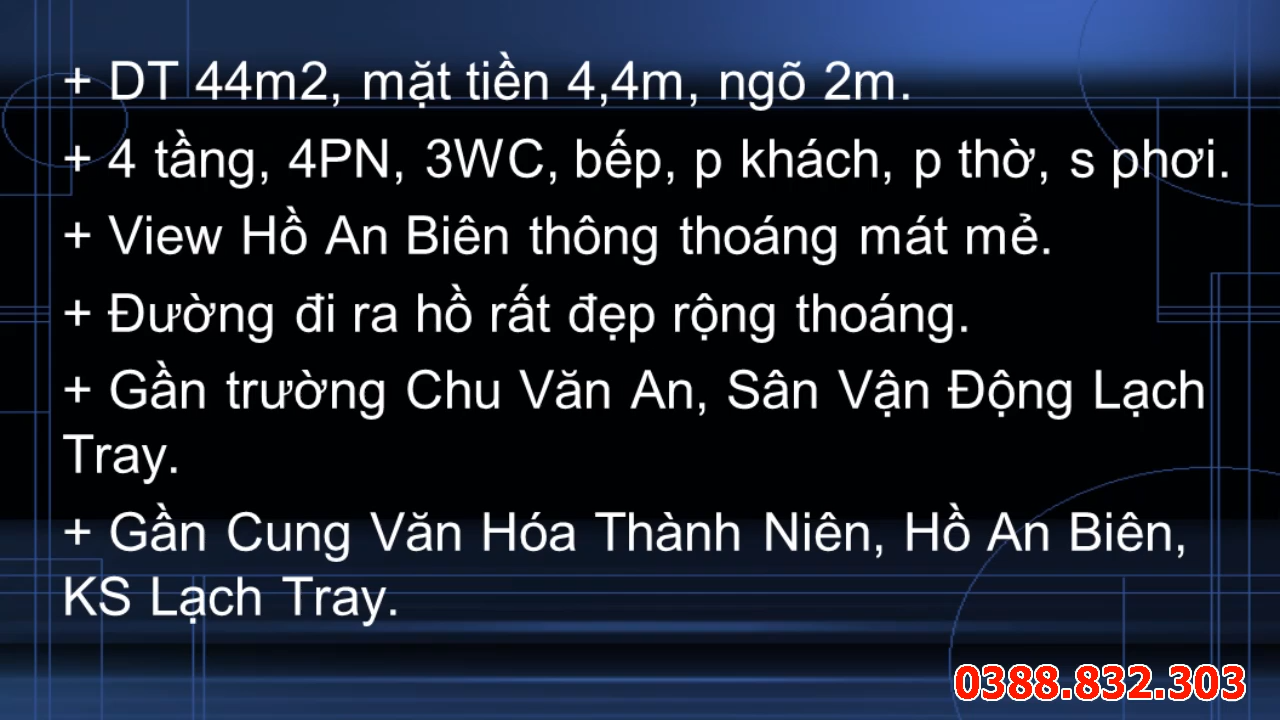 + DT 44m2, mặt tiền 4,4m, ngõ 2m.
+ 4 tầng, 4PN, 3WC, bếp, p khách, p thờ, s phơi.
+ View Hồ An Biên thông thoáng mát mẻ.
+ Đường đi ra hồ rất đẹp rộng thoáng.
+ Gần trường Chu Văn An, Sân Vận Động Lạch
Tray.
+ Gần Cung Văn Hóa Thành Niên, Hồ An Biên,
KS Lạch Tray.
0388.832.303